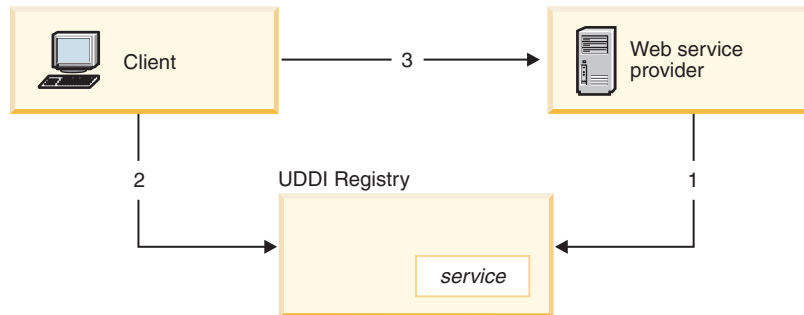 Client
3
Web service
provider
2
UDDI Registry
1
service